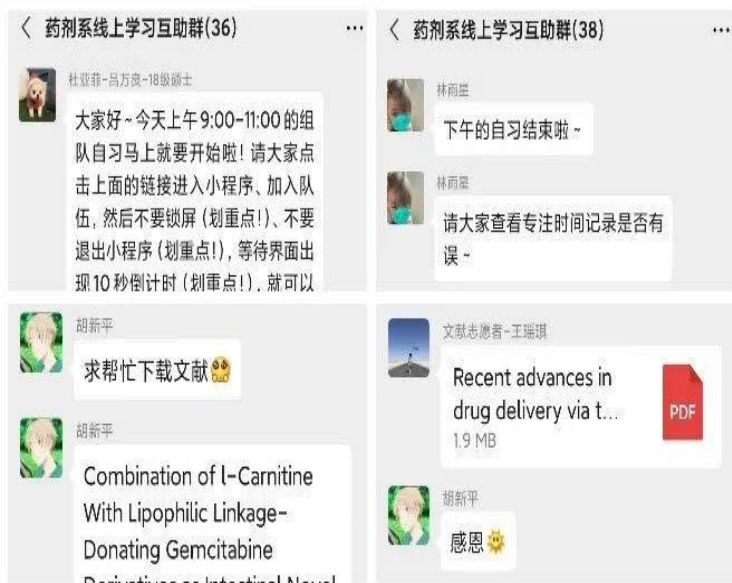 药剂系线上学习互助群(36)
杜亚菲-吕万良-18级硕士
大家好~今天上午9:00-11:00的组
队自习马上就要开始啦！请大家点
击上面的链接进入小程序、加入队
伍，然后不要锁屏（划重点!）、不要
退出小程序（划重点!），等待界面出
现10秒倒计时（划重点!），就可以
药剂系线上学习互助群(38)
林雨星
下午的自习结束啦~
林雨星
请大家查看专注时间记录是否有
误~
胡新平
求帮忙下载文献
胡新平
Combination of l-Carnitine
With Lipophilic Linkage-
Donating Gemcitabine
Derivatives as Intestinal Novel
文献志愿者-王瑶琪
Recent advances in
drug delivery via t...
1.9 MB
PDF
胡新平
感恩